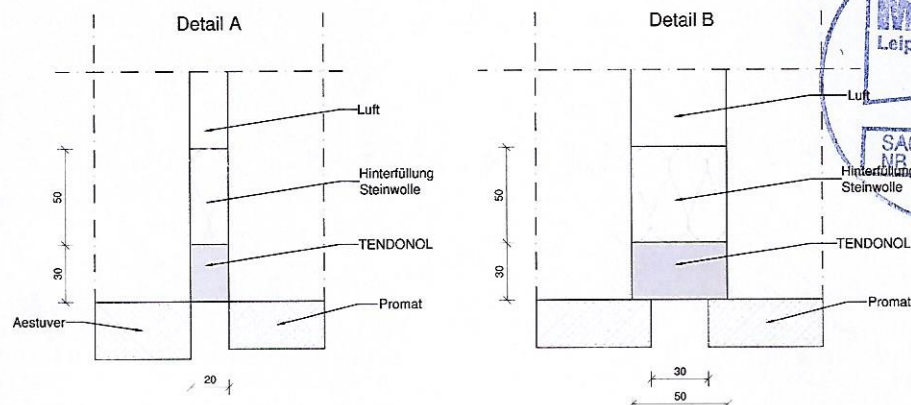 Detail A
Luft
50
Hinterfüllung
Steinwolle
30
TENDONOL
Aestuver
Promat
20
Detail B
Luft
50
Hinterfüllung
Steinwolle
30
TENDONOL
Promat
30
50
Leip
NB